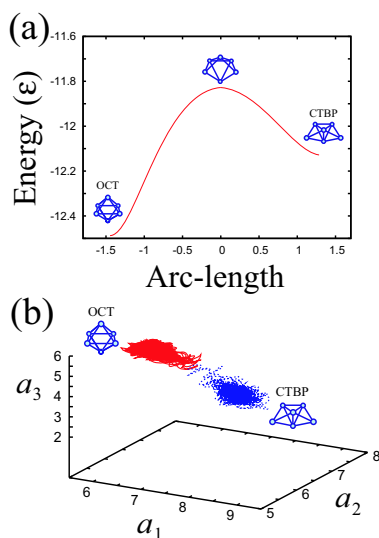 (a)
-11.6
-11.8
-12
-12.2
-12.4
Energy (ε)
OCT
CTBP
-1.5 -1 -0.5 0 0.5 1 1.5
Arc-length
(b)
OCT
CTBP
6
5
4
3
2
a3
6 7 8 9
a1
5 6 7 8
a2